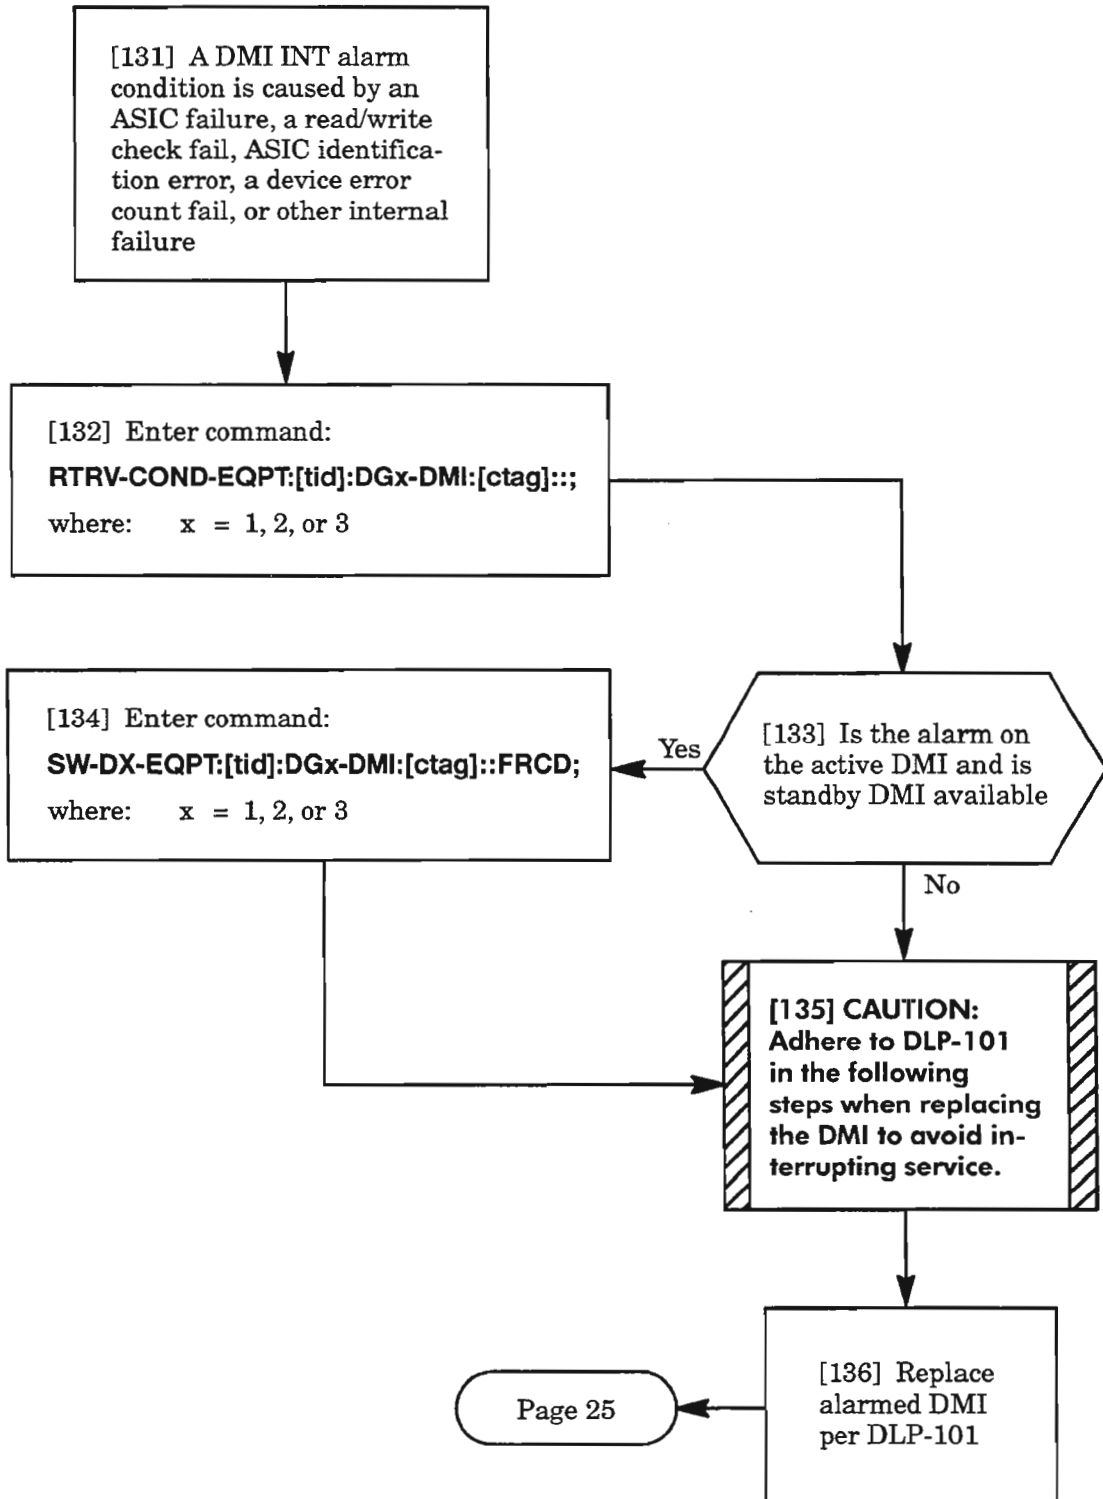 [131] A DMI INT alarm
condition is caused by an
ASIC failure, a read/write
check fail, ASIC identifica-
tion error, a device error
count fail, or other internal
failure
[132] Enter command:
RTRV-COND-EQPT:[tid]:DGx-DMI:[ctag]::;
where: x = 1, 2, or 3
[133] Is the alarm on
the active DMI and is
standby DMI available
Yes
[134] Enter command:
SW-DX-EQPT:[tid]:DGx-DMI:[ctag]::FRCD;
where: x = 1, 2, or 3
No
[135] CAUTION:
Adhere to DLP-101
in the following
steps when replacing
the DMI to avoid in-
terrupting service.
[136] Replace
alarmed DMI
per DLP-101
Page 25